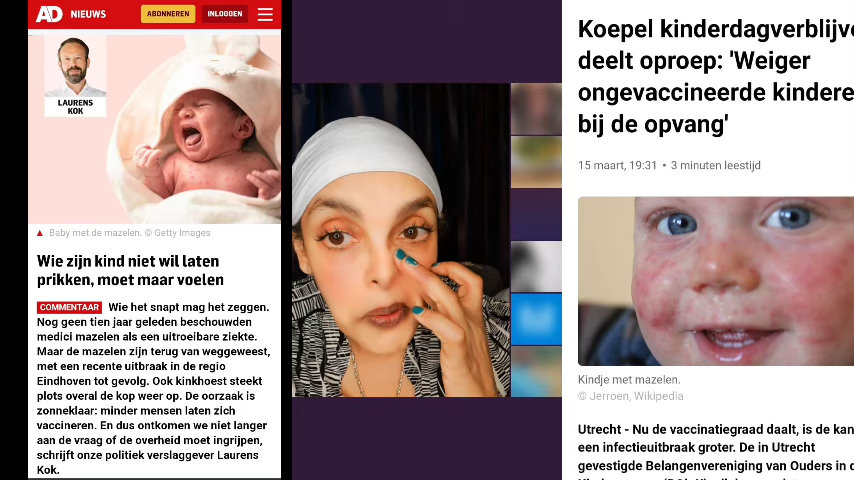 AD NIEUWS
ABONNEREN
INLOGGEN
LAURENS
KOK
Baby met de mazelen. © Getty Images
Wie zijn kind niet wil laten
prikken, moet maar voelen
COMMENTAAR Wie het snapt mag het zeggen.
Nog geen tien jaar geleden beschouwden
medici mazelen als een uitroeibare ziekte.
Maar de mazelen zijn terug van weggeweest,
met een recente uitbraak in de regio
Eindhoven tot gevolg. Ook kinkhoest steekt
plots overal de kop weer op. De oorzaak is
zonneklaar: minder mensen laten zich
vaccineren. En dus ontkomen we niet langer
aan de vraag of de overheid moet ingrijpen,
schrijft onze politiek verslaggever Laurens
Kok.
Koepel kinderdagverblijve
deelt oproep: 'Weiger
ongevaccineerde kindere
bij de opvang'
15 maart, 19:31 • 3 minuten leestijd
Kindje met mazelen.
© Jerroen, Wikipedia
Utrecht - Nu de vaccinatiegraad daalt, is de kan
een infectieuitbraak groter. De in Utrecht
gevestigde Belangenvereniging van Ouders in d